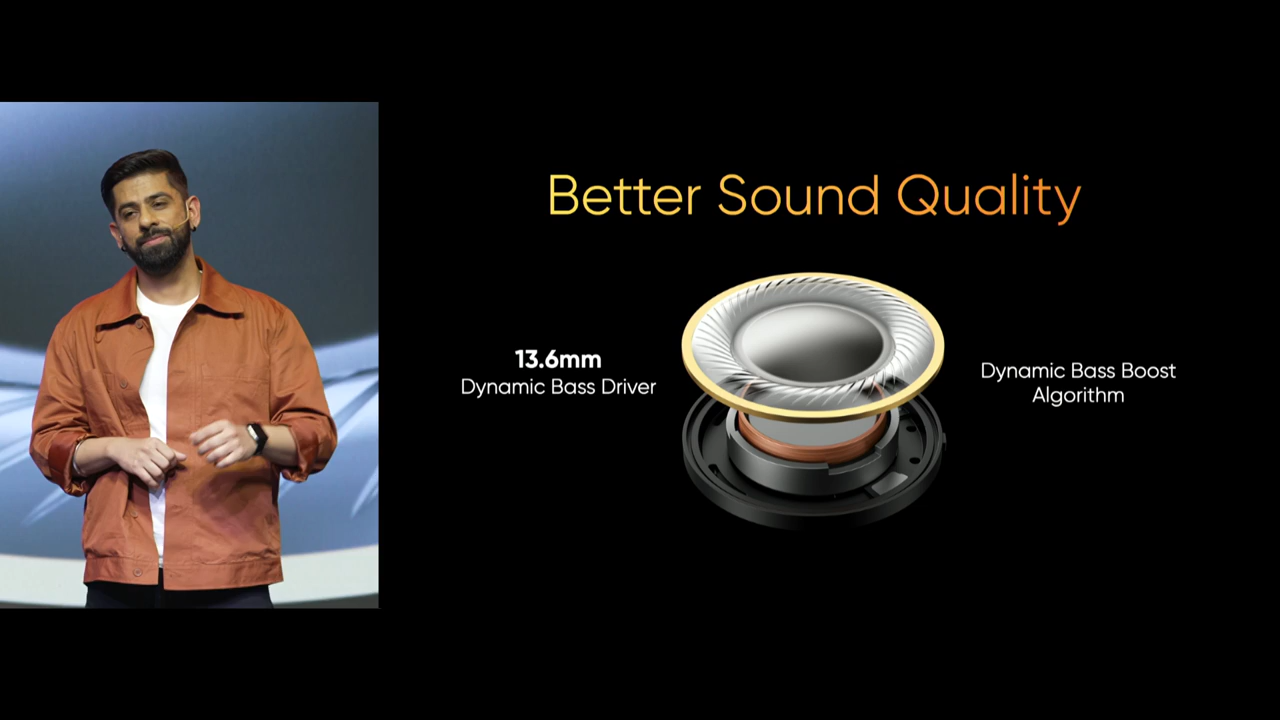 Better Sound Quality
13.6mm
Dynamic Bass Driver
Dynamic Bass Boost
Algorithm